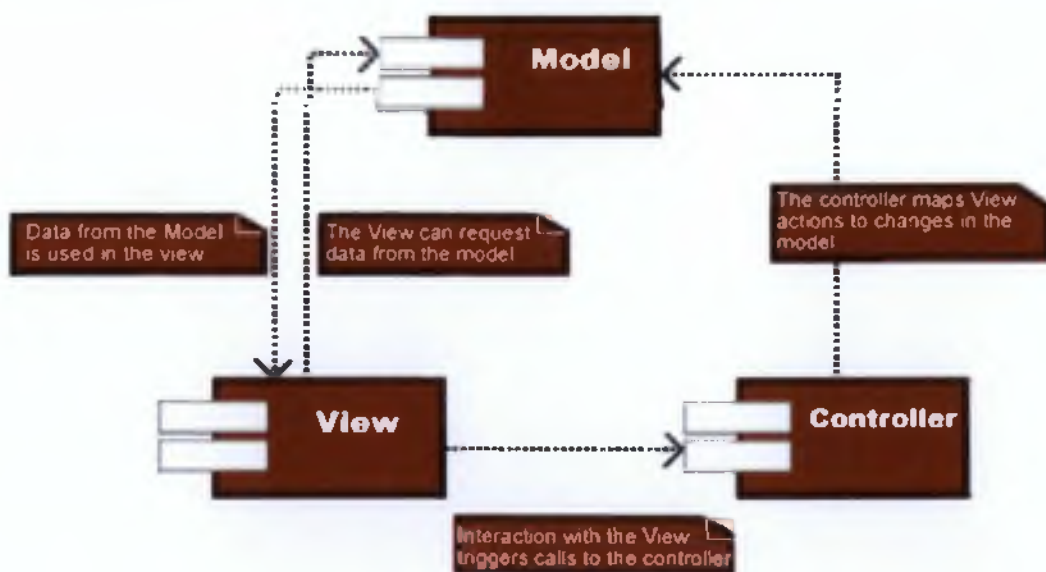 Model
Data from the Model
is used in the view
The View can request
data from the model
The controller maps View
actions to changes in the
model
View
Controller
Interaction with the View
triggers calls to the controller